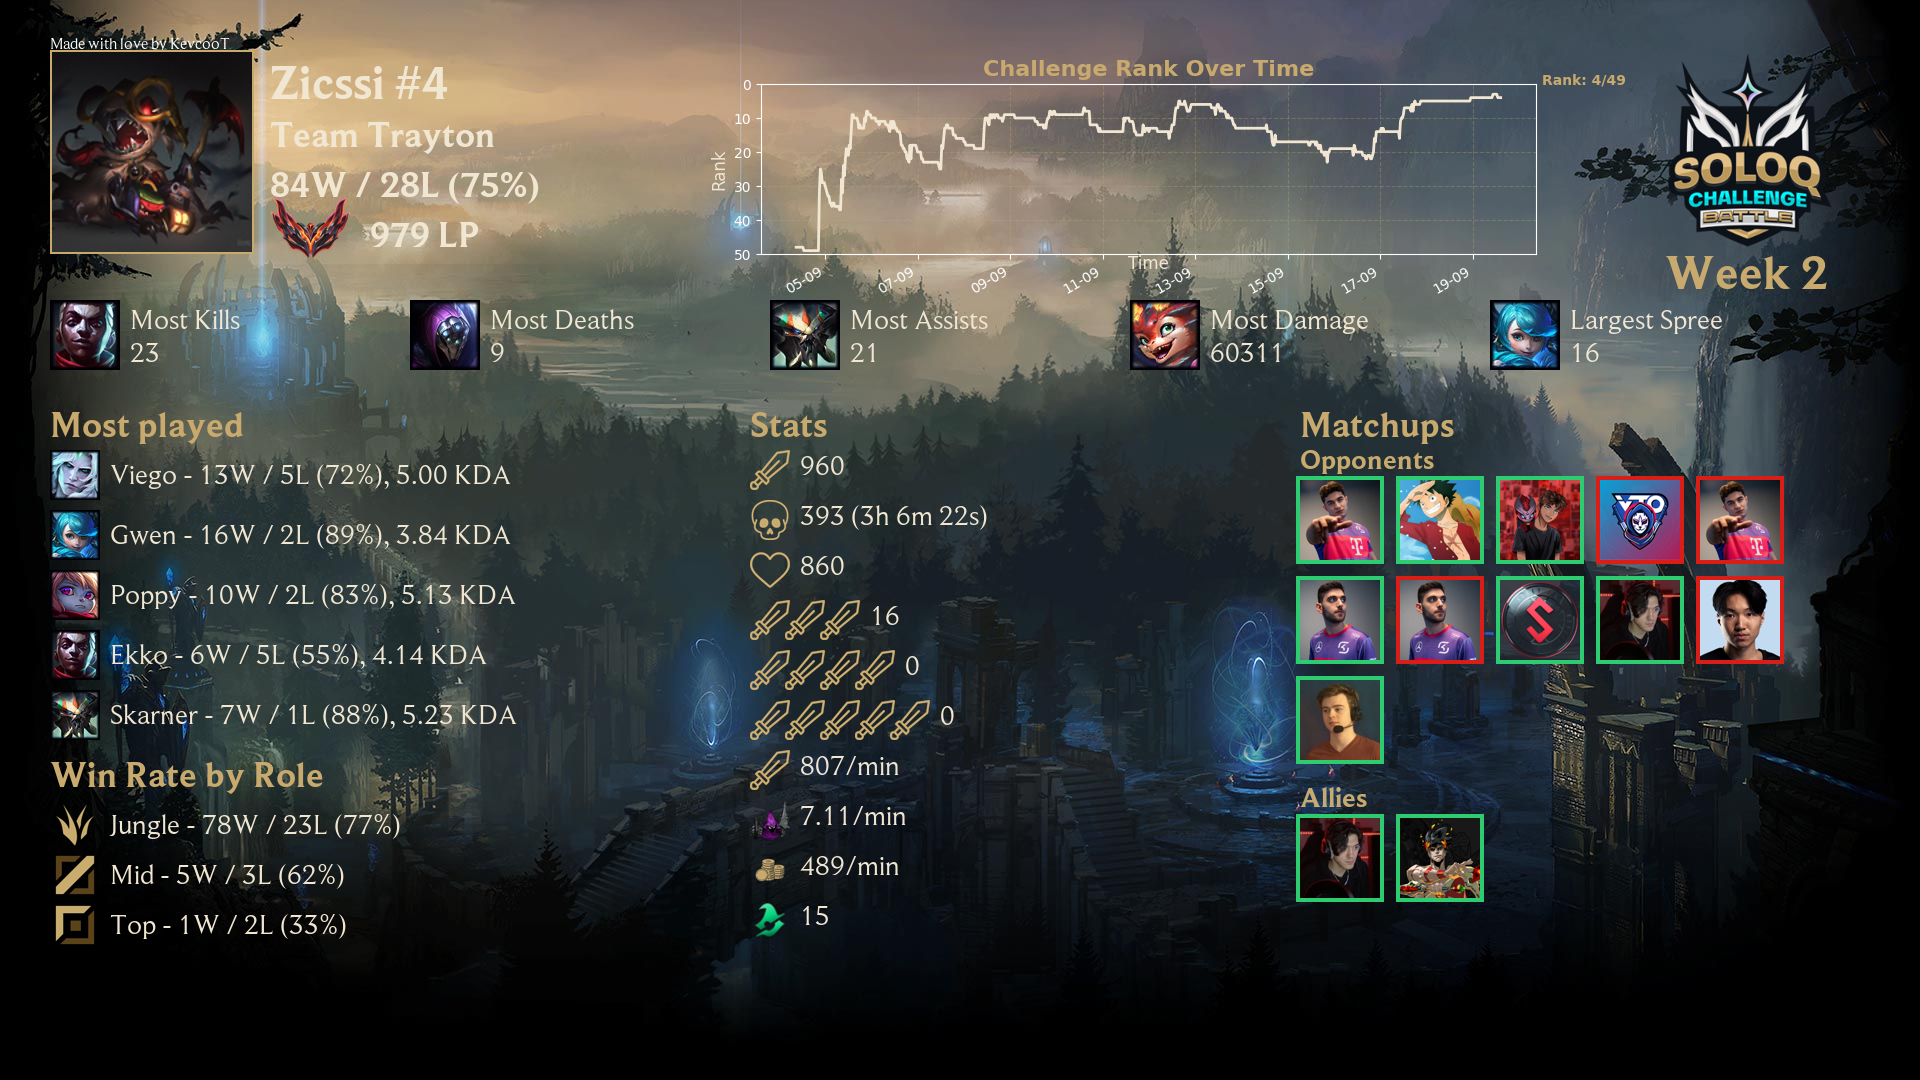 Made with love by KevcooT
Zicssi #4
Team Trayton
84W / 28L (75%)
979 LP
Challenge Rank Over Time
Rank: 4/49
Rank
0
10
20
30
40
50
05-09
07-09
09-09
11-09
13-09
15-09
17-09
19-09
Time
SOLOQ
CHALLENGE
BATTLE
Week 2
Most Kills
23
Most Deaths
9
Most Assists
21
Most Damage
60311
Largest Spree
16
Most played
Viego - 13W / 5L (72%), 5.00 KDA
Gwen - 16W / 2L (89%), 3.84 KDA
Poppy - 10W / 2L (83%), 5.13 KDA
Ekko - 6W / 5L (55%), 4.14 KDA
Skarner - 7W / 1L (88%), 5.23 KDA
Win Rate by Role
Jungle - 78W / 23L (77%)
Mid - 5W / 3L (62%)
Top - 1W / 2L (33%)
Stats
960
393 (3h 6m 22s)
860
16
0
0
807/min
7.11/min
489/min
15
Matchups
Opponents
VTO
Allies